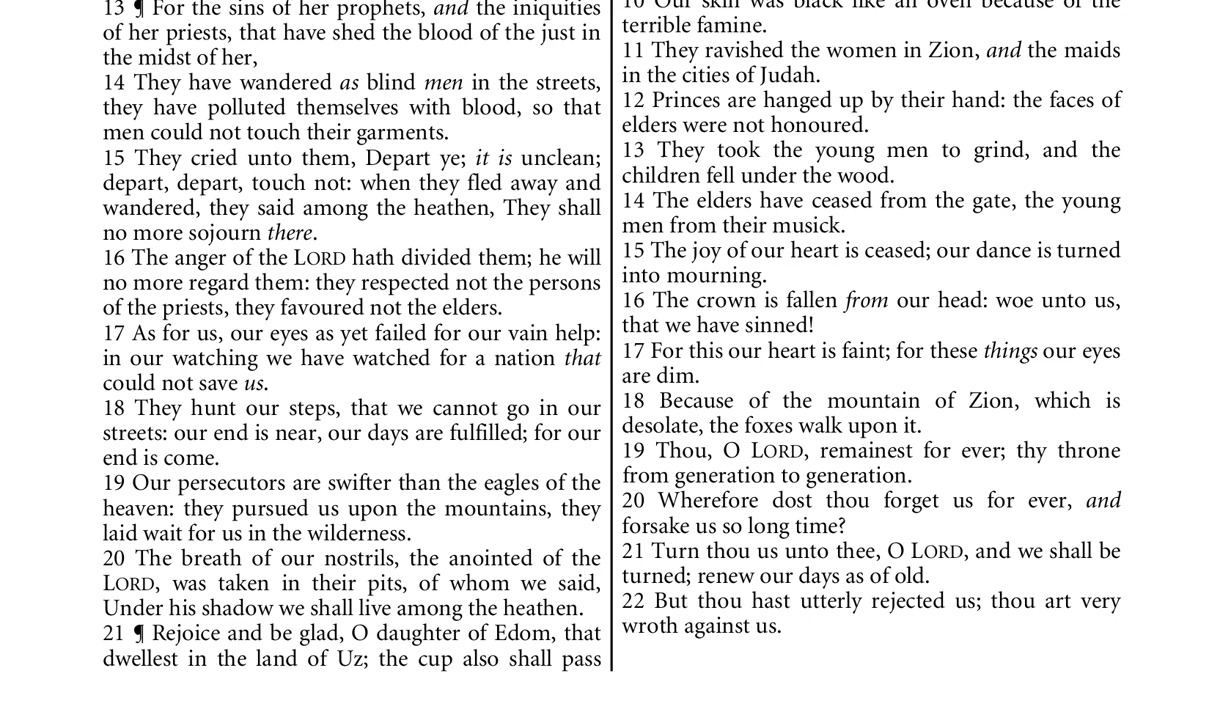 13 ¶ For the sins of her prophets, and the iniquities
of her priests, that have shed the blood of the just in
the midst of her,
14 They have wandered as blind men in the streets,
they have polluted themselves with blood, so that
men could not touch their garments.
15 They cried unto them, Depart ye; it is unclean;
depart, depart, touch not: when they fled away and
wandered, they said among the heathen, They shall
no more sojourn there.
16 The anger of the LORD hath divided them; he will
no more regard them: they respected not the persons
of the priests, they favoured not the elders.
17 As for us, our eyes as yet failed for our vain help:
in our watching we have watched for a nation that
could not save us.
18 They hunt our steps, that we cannot go in our
streets: our end is near, our days are fulfilled; for our
end is come.
19 Our persecutors are swifter than the eagles of the
heaven: they pursued us upon the mountains, they
laid wait for us in the wilderness.
20 The breath of our nostrils, the anointed of the
LORD, was taken in their pits, of whom we said,
Under his shadow we shall live among the heathen.
21 ¶ Rejoice and be glad, O daughter of Edom, that
dwellest in the land of Uz; the cup also shall pass
10 Our skin was black like an oven because of the
terrible famine.
11 They ravished the women in Zion, and the maids
in the cities of Judah.
12 Princes are hanged up by their hand: the faces of
elders were not honoured.
13 They took the young men to grind, and the
children fell under the wood.
14 The elders have ceased from the gate, the young
men from their musick.
15 The joy of our heart is ceased; our dance is turned
into mourning.
16 The crown is fallen from our head: woe unto us,
that we have sinned!
17 For this our heart is faint; for these things our eyes
are dim.
18 Because of the mountain of Zion, which is
desolate, the foxes walk upon it.
19 Thou, O LORD, remainest for ever; thy throne
from generation to generation.
20 Wherefore dost thou forget us for ever, and
forsake us so long time?
21 Turn thou us unto thee, O LORD, and we shall be
turned; renew our days as of old.
22 But thou hast utterly rejected us; thou art very
wroth against us.